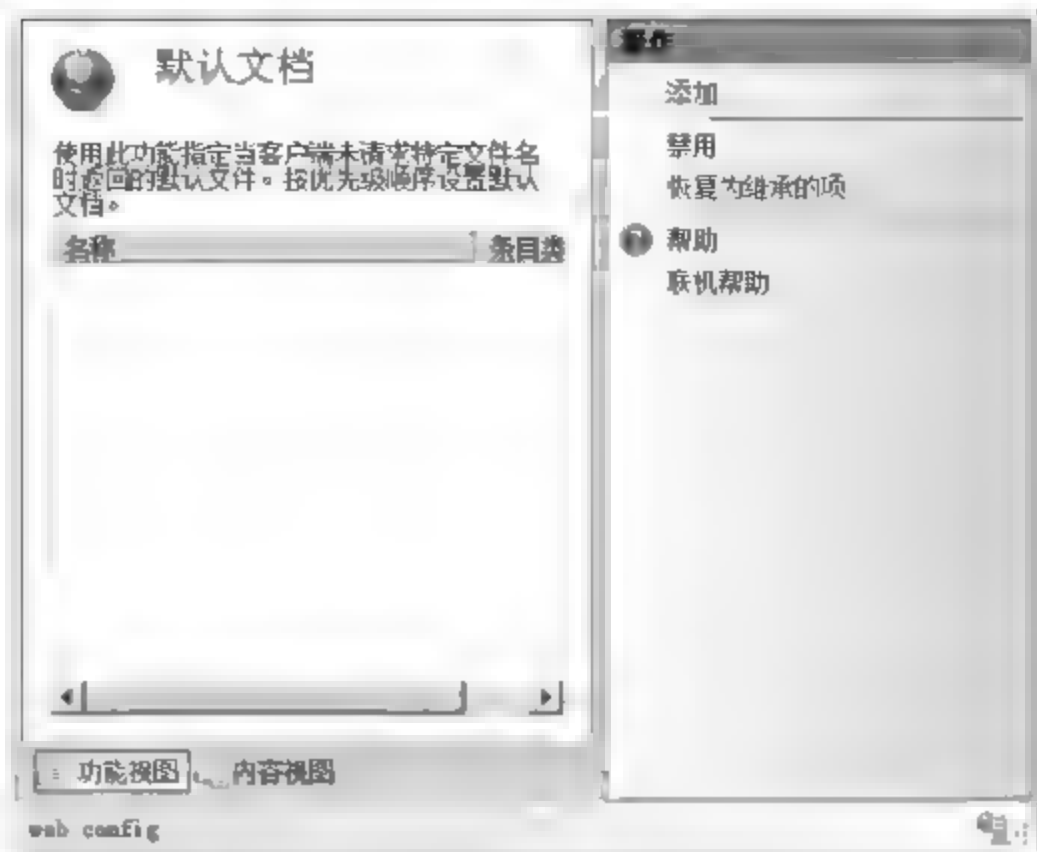 默认文档
使用此功能指定当客户端未请求特定文件名
时返回的默认文件。按优先级顺序设置默认
文档。
名称 条目类
功能视图 内容视图
web config
操作
添加
禁用
恢复为继承的项
帮助
联机帮助